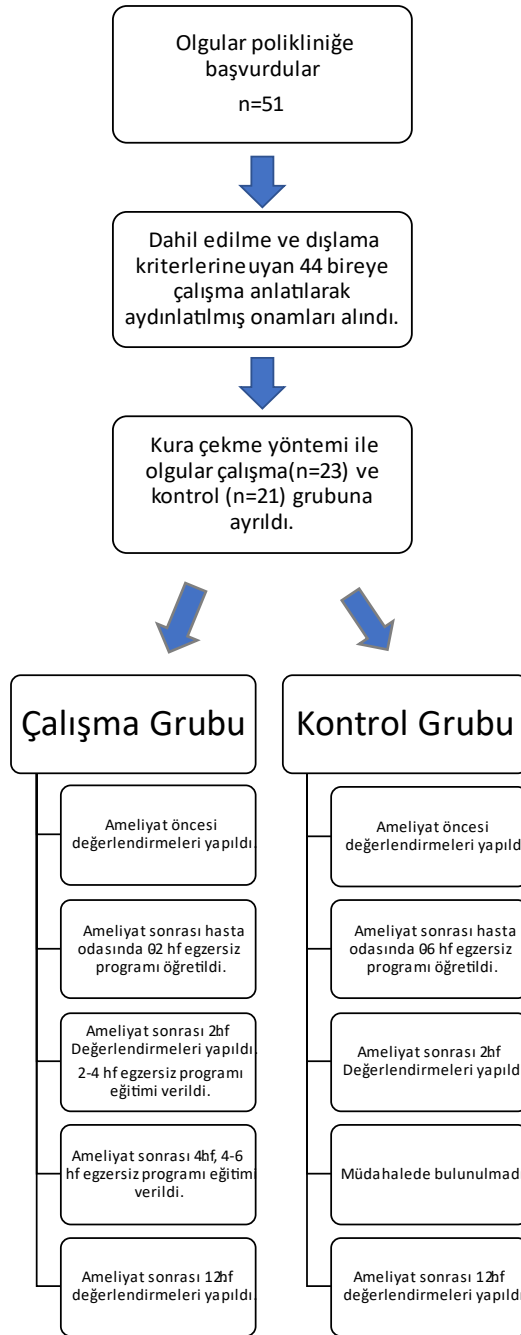 Olgular polikliniğe
başvurdular
n=51
Dahil edilme ve dışlama
kriterlerine uyan 44 bireye
çalışma anlatılarak
aydınlatılmış onamları alındı.
Kura çekme yöntemi ile
olgular çalışma(n=23) ve
kontrol (n=21) grubuna
ayrıldı.
Çalışma Grubu
Ameliyat öncesi
değerlendirmeleri yapıldı.
Ameliyat sonrası hasta
odasında 0-2 hf egzersiz
programı öğretildi.
Ameliyat sonrası 2.hf
Değerlendirmeleri yapıldı.
2-4 hf egzersiz programı
eğitimi verildi.
Ameliyat sonrası 4.hf, 4-6
hf egzersiz programı eğitimi
verildi.
Ameliyat sonrası 12.hf
değerlendirmeleri yapıldı.
Kontrol Grubu
Ameliyat öncesi
değerlendirmeleri yapıldı
Ameliyat sonrası hasta
odasında 0-6 hf egzersiz
programı öğretildi.
Ameliyat sonrası 2.hf
Değerlendirmeleri yapıldı
Müdahalede bulunulmadı
Ameliyat sonrası 12.hf
değerlendirmeleri yapıldı